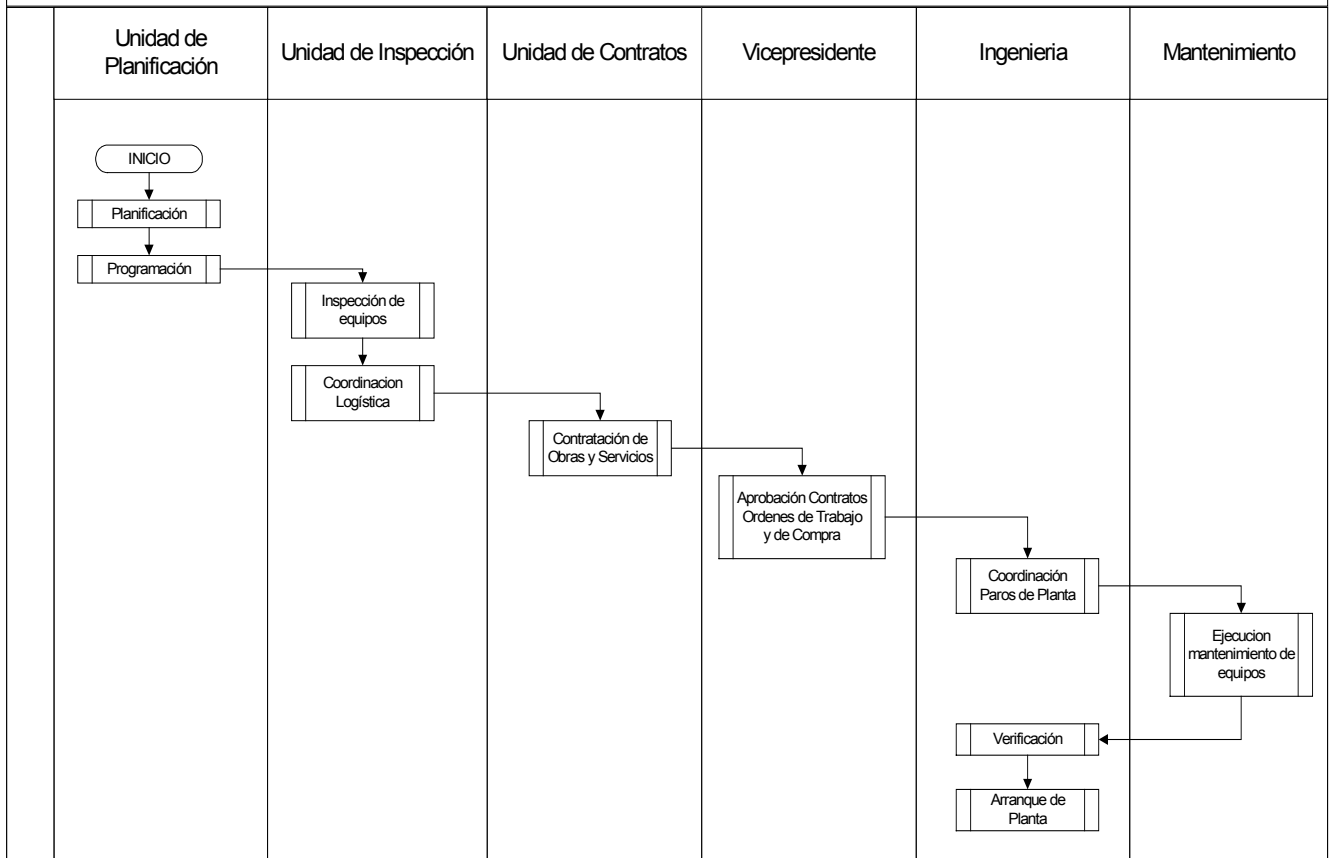 Unidad de
Planificación
Unidad de Inspección
Unidad de Contratos
Vicepresidente
Ingenieria
Mantenimiento
INICIO
Planificación
Programación
Inspección de
equipos
Coordinacion
Logística
Contratación de
Obras y Servicios
Aprobación Contratos
Ordenes de Trabajo
y de Compra
Coordinación
Paros de Planta
Ejecucion
mantenimiento de
equipos
Verificación
Arranque de
Planta